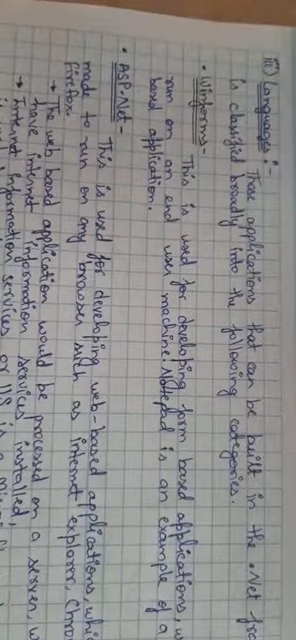 iii) Languages :-
The applications that can be built in the .Net
is classified broadly into the following categories.
• Winforms - This is used for developing form based applications,
run on an end user machine. Notepad is an example of a
based application.
• ASP.Net - This is used for developing web-based applications,
made to run on any browser such as internet explorer,
firefox.
→ The web based application would be processed on a server,
have internet information services installed,
→ Internet information services or IIS is a